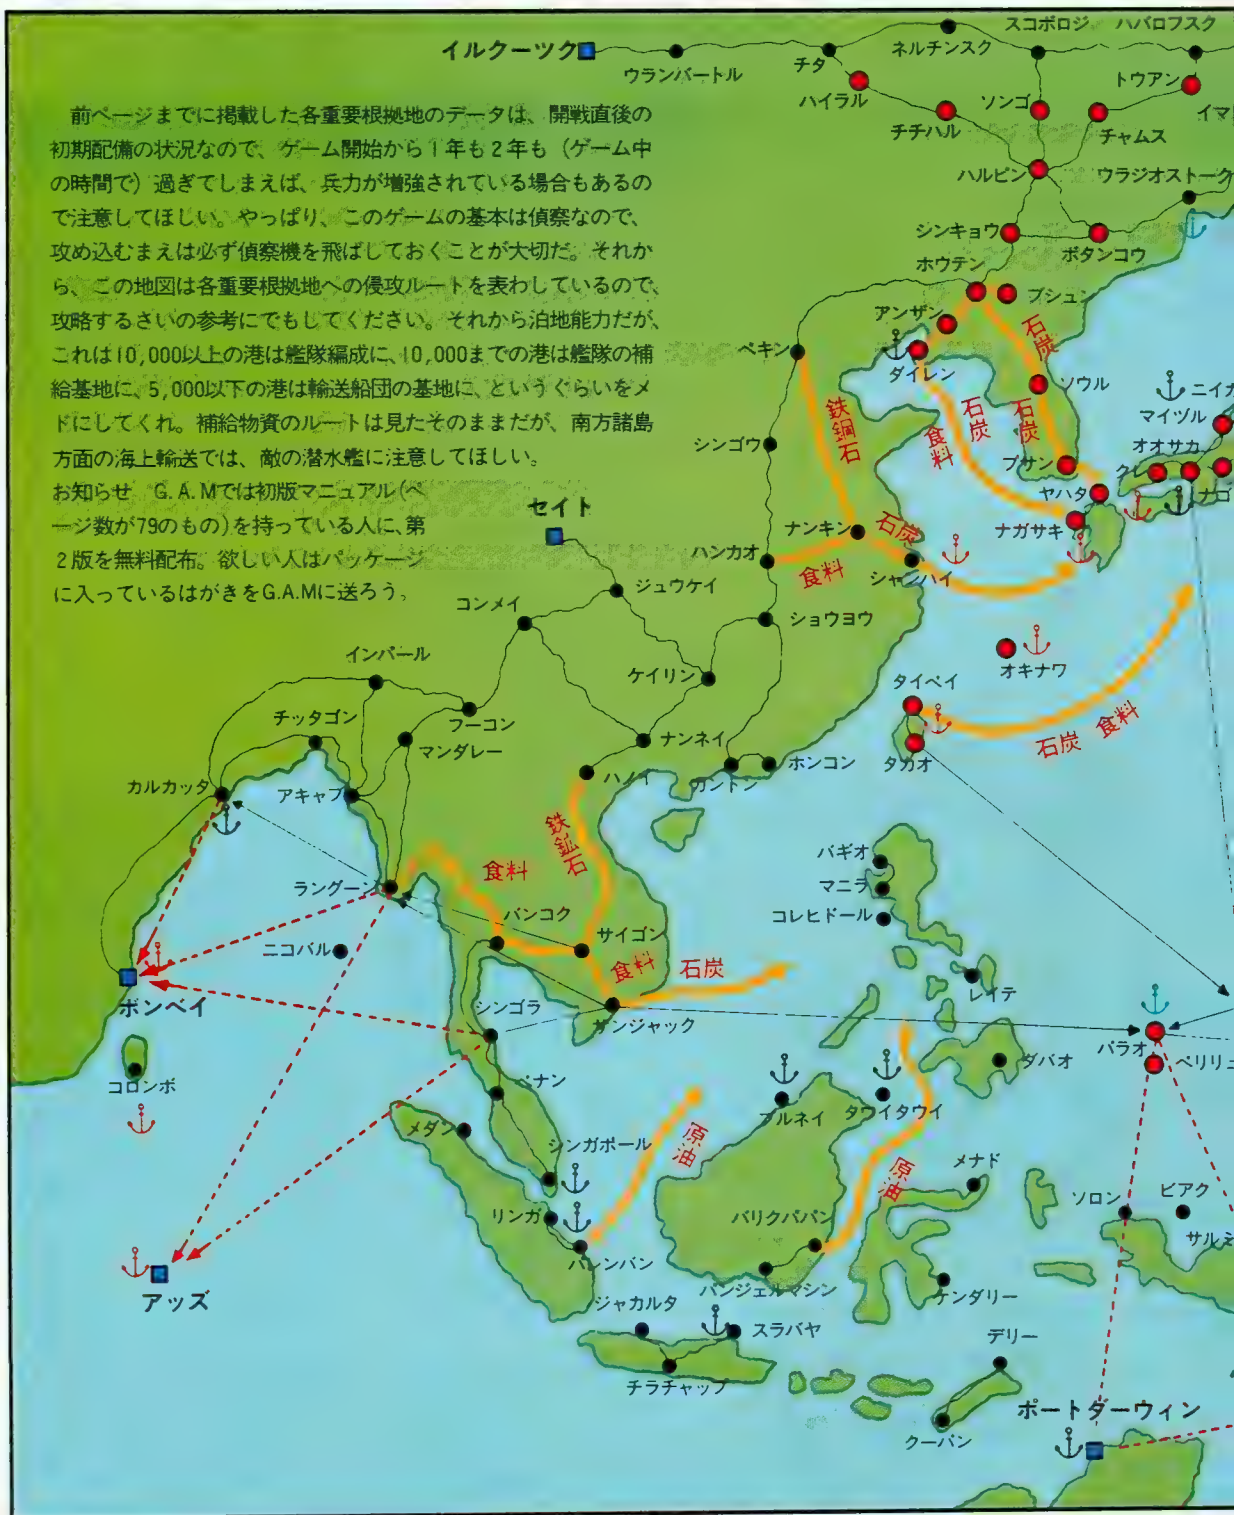 イルクーツク
ウランバートル
チタ
ネルチンスク
スコボロジ
ハバロフスク
ハイラル
チチハル
ソンゴ
トウアン
チャムス
ハルピン
ウラジオストーク
シンキョウ
ボタンコウ
ホウテン
ブシュン
アンザン
ダイレン
前ページまでに掲載した各重要根拠地のデータは、開戦直後の
初期配備の状況なので、ゲーム開始から1年も2年も(ゲーム中
の時間で)過ぎてしまえば、兵力が増強されている場合もあるの
で注意してほしい。やっぱり、このゲームの基本は偵察なので、
攻め込むまえは必ず偵察機を飛ばしておくことが大切だ。それか
ら、この地図は各重要根拠地への侵攻ルートを表わしているので、
攻略するさいの参考にでもしてください。それから泊地能力だが、
これは10,000以上の港は艦隊編成に、10,000までの港は艦隊の補
給基地に、5,000以下の港は輸送船団の基地に、というぐらいをメ
ドにしてくれ。補給物資のルートは見たそのままだが、南方諸島
方面の海上輸送では、敵の潜水艦に注意してほしい。
お知らせ G.A.Mでは初版マニュアル(ペ
ージ数が79のもの)を持っている人に、第
2版を無料配布。欲しい人はパッケージ
に入っているはがきをG.A.Mに送ろう。
ペキン
石炭
ソウル
鉄鋼石
石炭
食料
石炭
マイヅル
オオサカ
シンゴウ
プサン
クレ
ヤハタ
ナガサキ
セイト
ナンキン
石炭
ハンカオ
食料
シャンハイ
ジュウケイ
コンメイ
ショウヨウ
インパール
ケイリン
オキナワ
タイペイ
チッタゴン
フーコン
マンダレー
ナンネイ
石炭 食料
タカオ
カルカッタ
アキャブ
ハノイ
カントン
ホンコン
鉄鉱石
食料
バギオ
マニラ
コレヒドール
ラングーン
バンコク
サイゴン
ニコバル
食料
石炭
レイテ
ボンベイ
シンゴラ
サンジャック
パラオ
ダバオ
コロンボ
ペナン
ブルネイ
タウイタウイ
メダン
原油
シンガポール
原油
メナド
リンガ
バリクパパン
ソロン
ビアク
パレンバン
アッズ
バンジェルマシン
ケンダリー
ジャカルタ
スラバヤ
デリー
チラチャップ
ポートダーウィン
クーパン